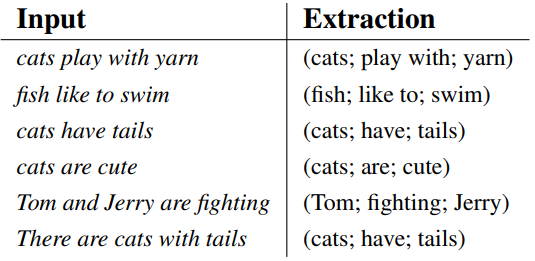 Input Extraction
cats play with yarn (cats; play with; yarn)
fish like to swim (fish; like to; swim)
cats have tails (cats; have; tails)
cats are cute (cats; are; cute)
Tom and Jerry are fighting (Tom; fighting; Jerry)
There are cats with tails (cats; have; tails)